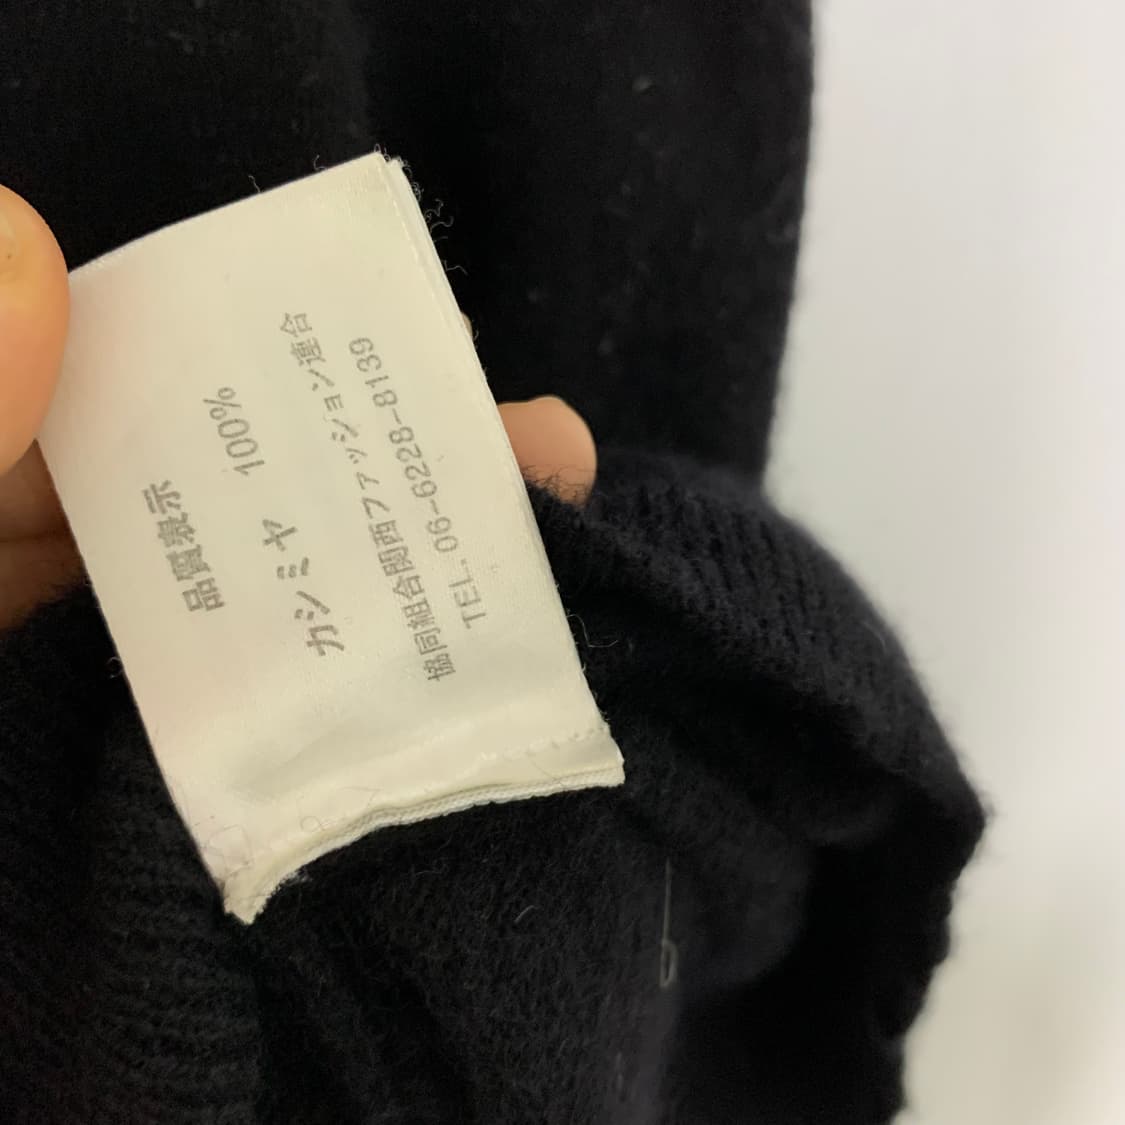 品質表示
カシミヤ 100%
協同組合関西ファッション連合
TEL. 06-6228-8139